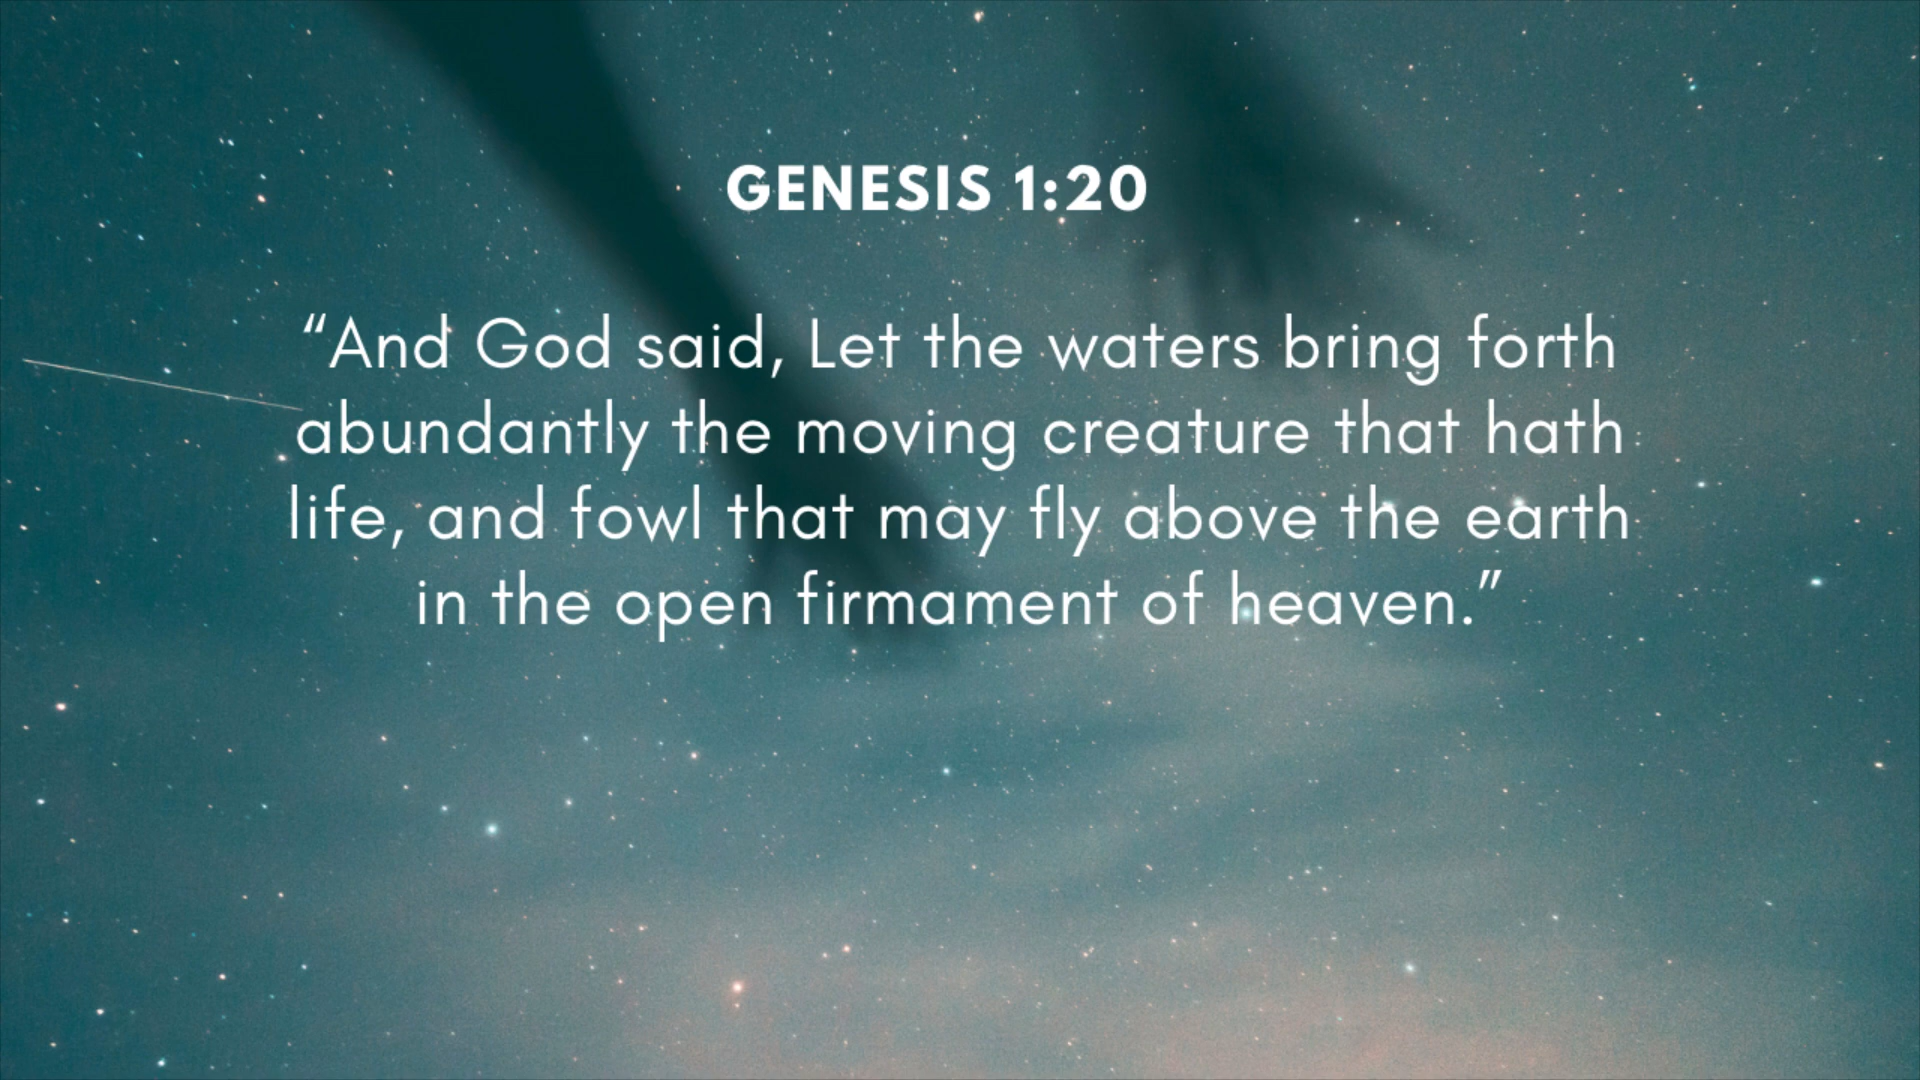 GENESIS 1:20
“And God said, Let the waters bring forth
abundantly the moving creature that hath
life, and fowl that may fly above the earth
in the open firmament of heaven.”